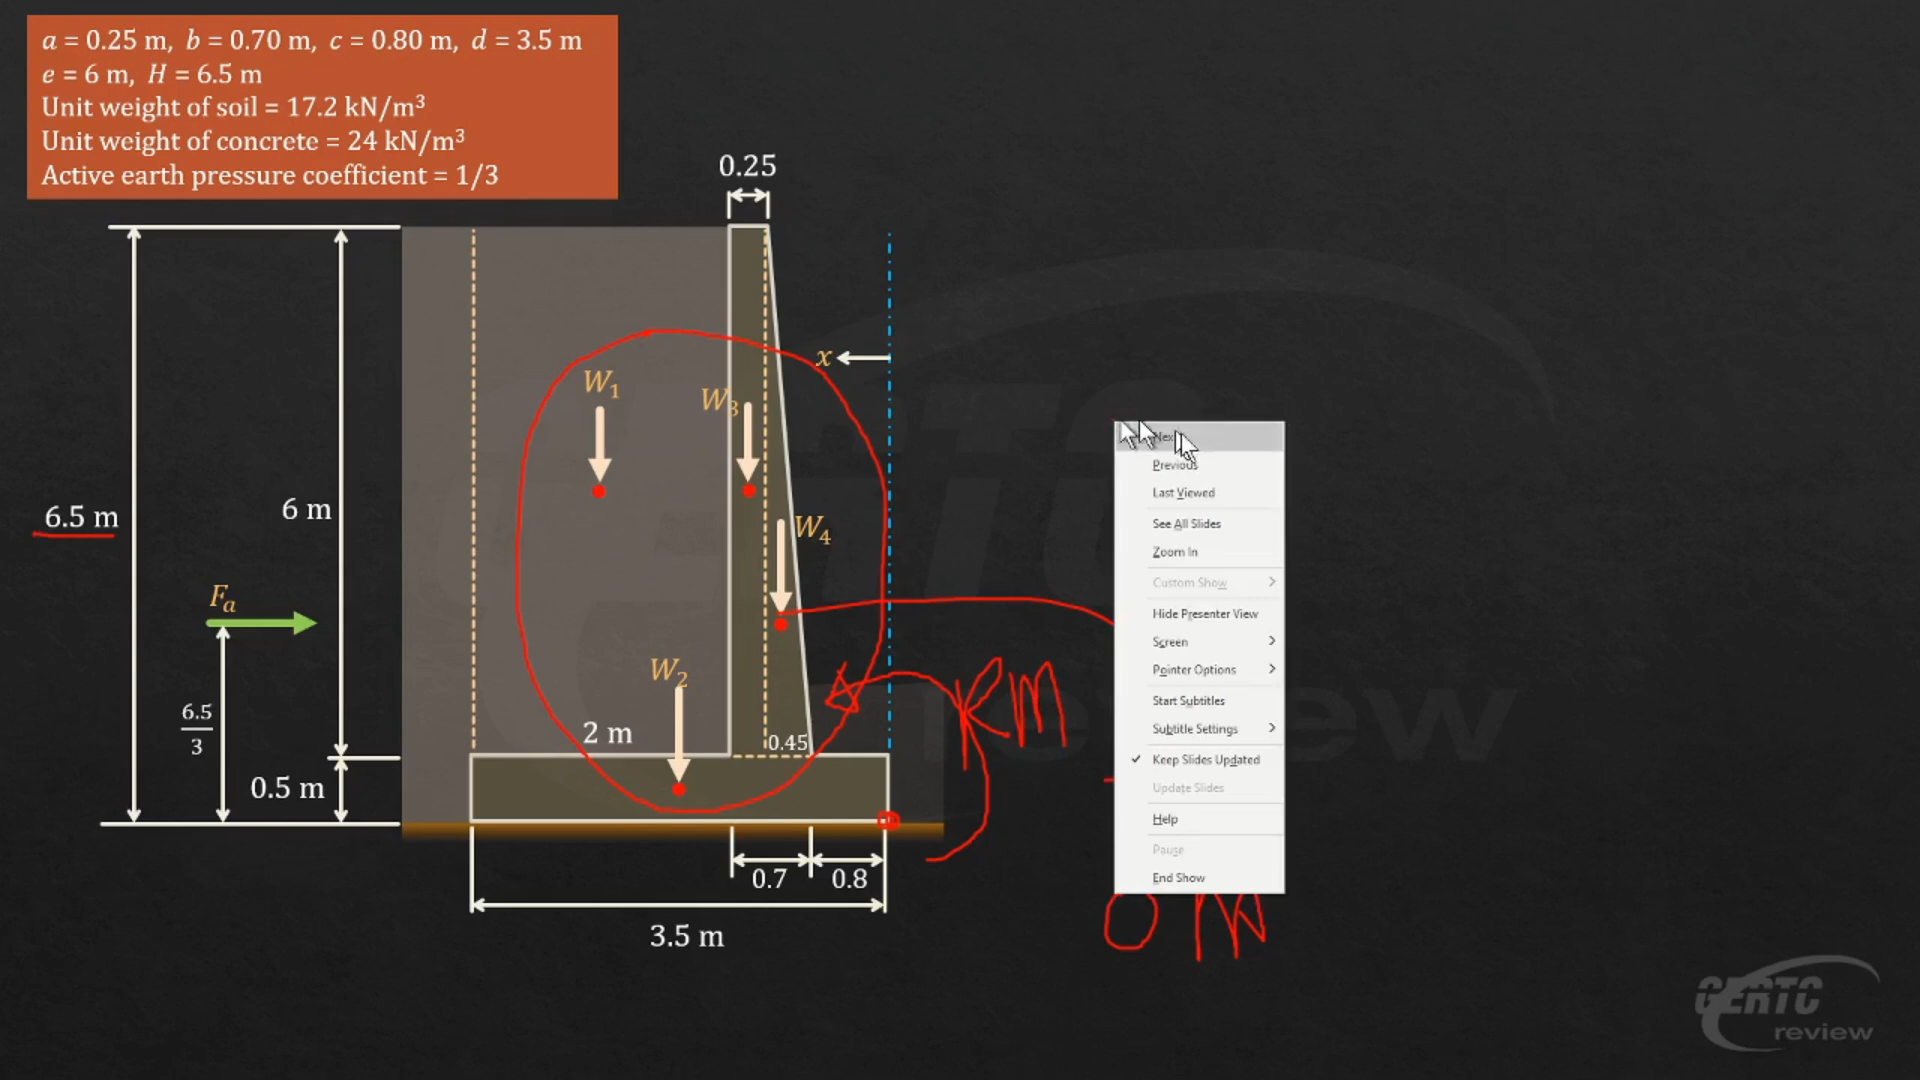 a = 0.25 m, b = 0.70 m, c = 0.80 m, d = 3.5 m
e = 6 m, H = 6.5 m
Unit weight of soil = 17.2 kN/m³
Unit weight of concrete = 24 kN/m³
Active earth pressure coefficient = 1/3
0.25
x
W₁
W₃
W₄
6.5 m
6 m
Fₐ
W₂
6.5
3
2 m
0.45
0.5 m
0.7
0.8
3.5 m
RM
Previous
Last Viewed
See All Slides
Zoom In
Custom Show
Hide Presenter View
Screen
Pointer Options
Start Subtitles
Subtitle Settings
Keep Slides Updated
Update Slides
Help
Pause
End Show
GERTC
review